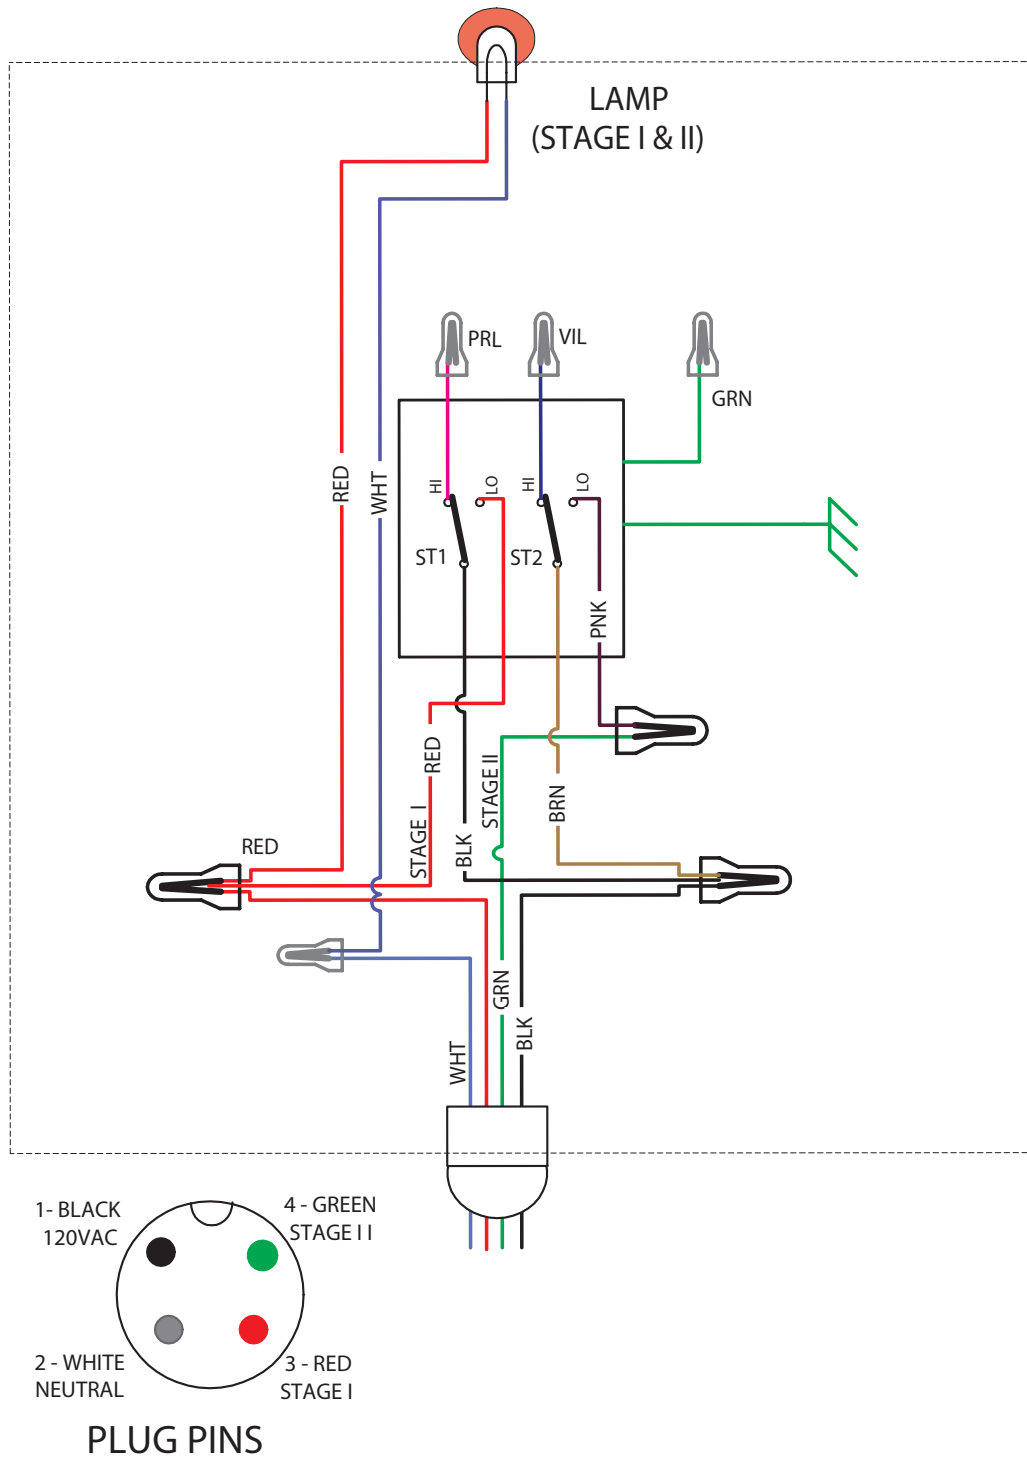 LAMP
(STAGE I & II)
PRL
VIL
GRN
RED
WHT
HI
LO
HI
LO
ST1
ST2
PNK
RED
STAGE I
STAGE II
BLK
BRN
RED
GRN
BLK
WHT
1- BLACK
120VAC
4 - GREEN
STAGE I I
2 - WHITE
NEUTRAL
3 - RED
STAGE I
PLUG PINS